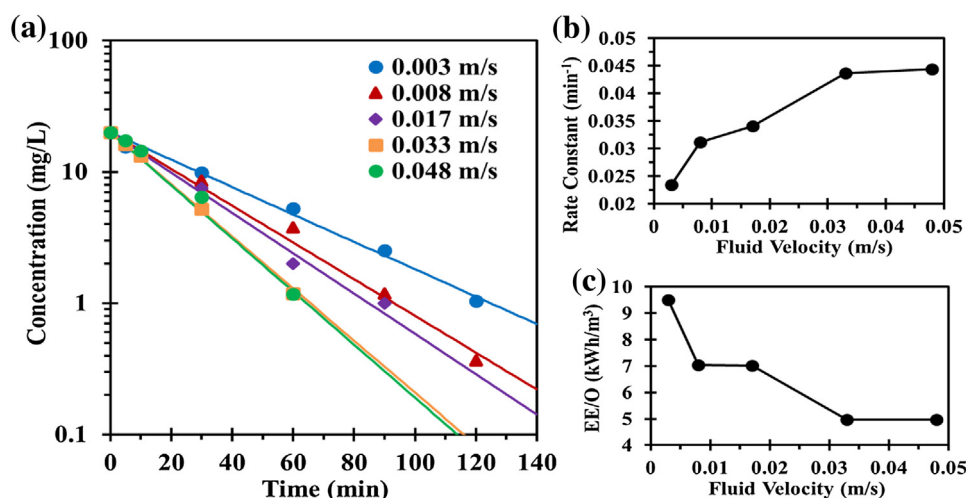 (a)
100
10
1
0.1
Concentration (mg/L)
0.003 m/s
0.008 m/s
0.017 m/s
0.033 m/s
0.048 m/s
0 20 40 60 80 100 120 140
Time (min)
(b)
0.05
0.045
0.04
0.03
0.03
0.025
0.02
Rate Constant (min⁻¹)
0 0.01 0.02 0.03 0.04 0.05
Fluid Velocity (m/s)
(c)
10
9
8
7
6
5
4
EE/O (kWh/m³)
0 0.01 0.02 0.03 0.04 0.05
Fluid Velocity (m/s)